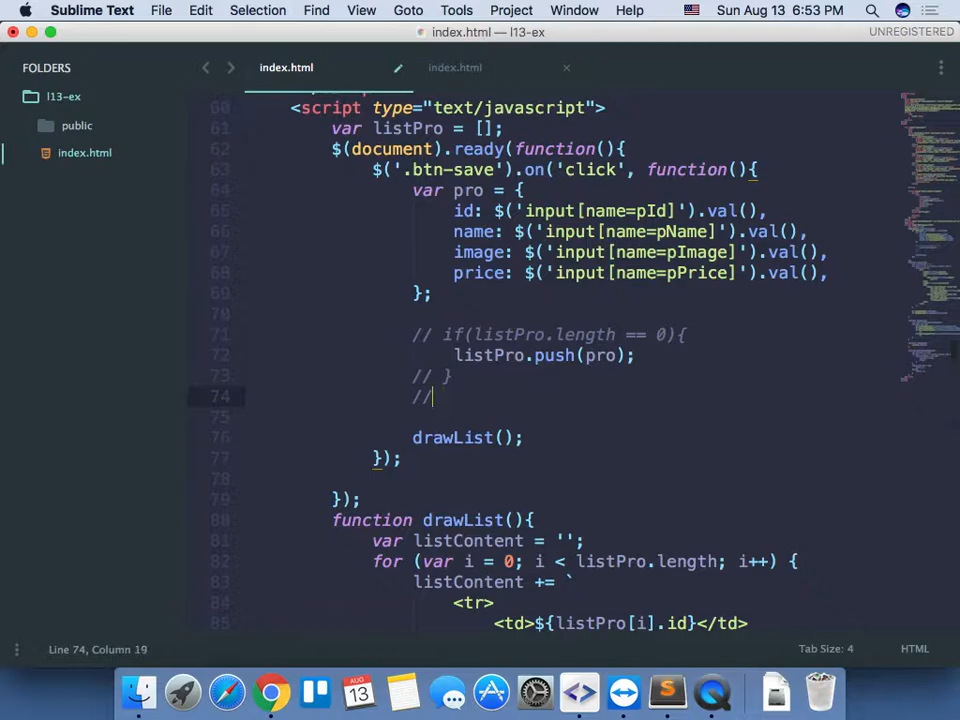 Sublime Text File Edit Selection Find View Goto Tools Project Window Help Sun Aug 13 6:53 PM
index.html — l13-ex UNREGISTERED
FOLDERS
l13-ex
public
index.html
index.html index.html
60 <script type="text/javascript">
61 var listPro = [];
62 $(document).ready(function(){
63 $('.btn-save').on('click', function(){
64 var pro = {
65 id: $('input[name=pId]').val(),
66 name: $('input[name=pName]').val(),
67 image: $('input[name=pImage]').val(),
68 price: $('input[name=pPrice]').val(),
69 };
70
71 // if(listPro.length == 0){
72 listPro.push(pro);
73 // }
74 //
75
76 drawList();
77 });
78
79 });
80 function drawList(){
81 var listContent = '';
82 for (var i = 0; i < listPro.length; i++) {
83 listContent += `
84 <tr>
85 <td>${listPro[i].id}</td>
Line 74, Column 19 Tab Size: 4 HTML
AUG
13